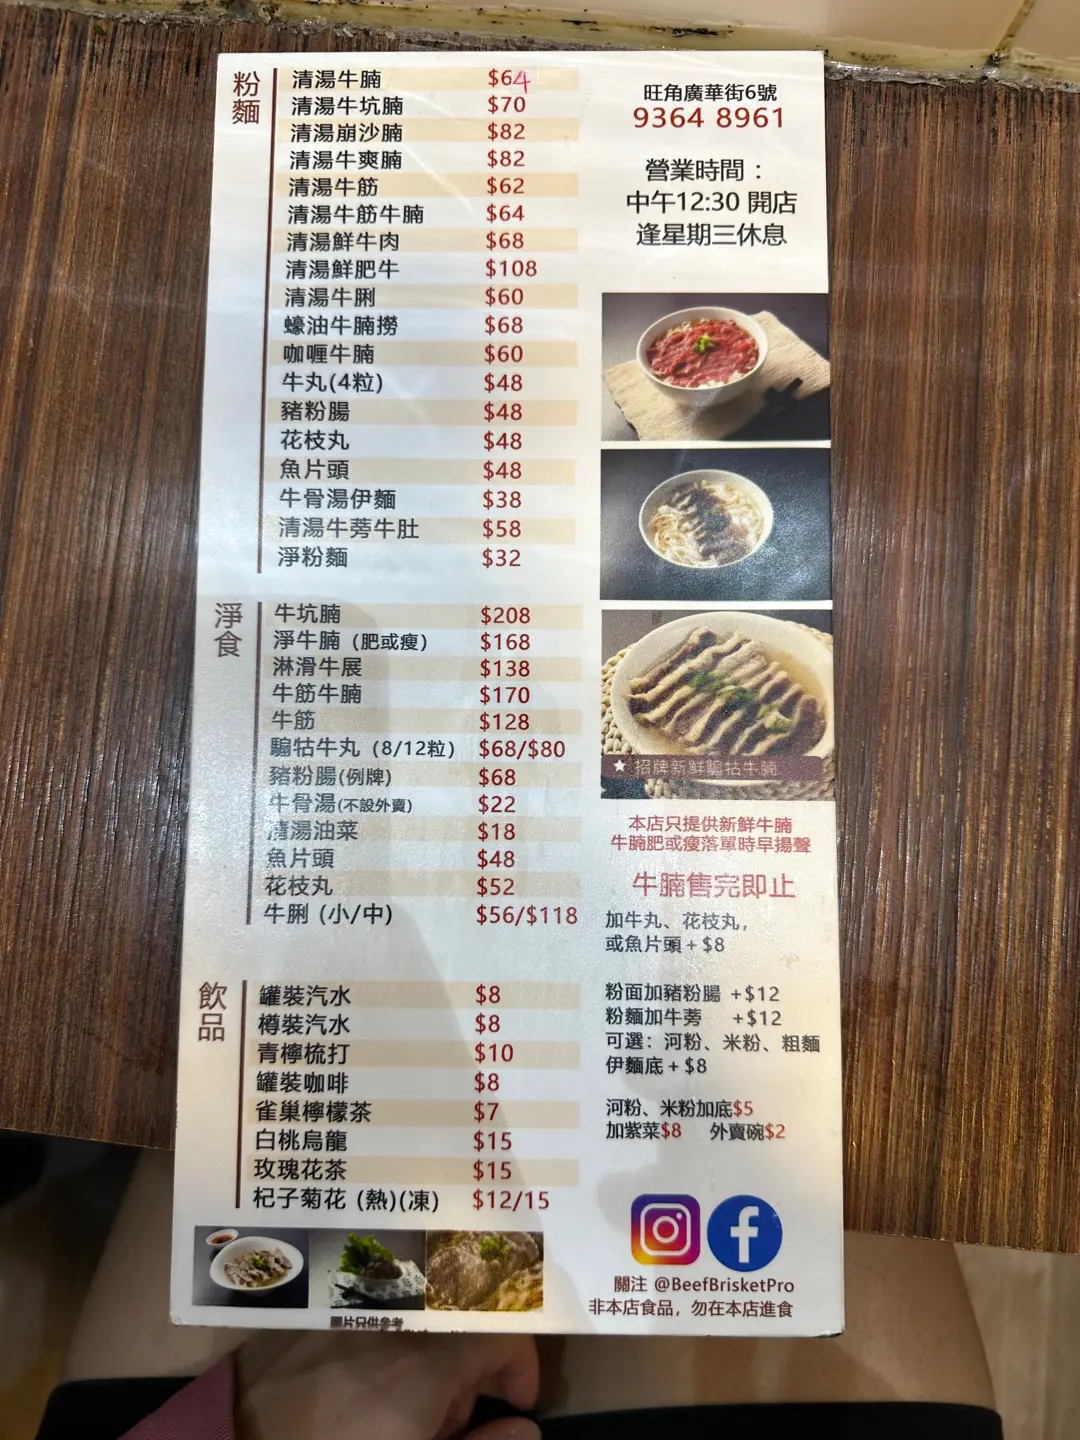 粉麵
清湯牛腩 $64
清湯牛坑腩 $70
清湯崩沙腩 $82
清湯牛爽腩 $82
清湯牛筋 $62
清湯牛筋牛腩 $64
清湯鮮牛肉 $68
清湯鮮肥牛 $108
清湯牛脷 $60
蠔油牛腩撈 $68
咖喱牛腩 $60
牛丸(4粒) $48
豬粉腸 $48
花枝丸 $48
魚片頭 $48
牛骨湯伊麵 $38
清湯牛蒡牛肚 $58
淨粉麵 $32
淨食
牛坑腩 $208
淨牛腩 (肥或瘦) $168
淋滑牛展 $138
牛筋牛腩 $170
牛筋 $128
騸牯牛丸 (8/12粒) $68/$80
豬粉腸(例牌) $68
牛骨湯(不設外賣) $22
清湯油菜 $18
魚片頭 $48
花枝丸 $52
牛脷 (小/中) $56/$118
飲品
罐裝汽水 $8
樽裝汽水 $8
青檸梳打 $10
罐裝咖啡 $8
雀巢檸檬茶 $7
白桃烏龍 $15
玫瑰花茶 $15
杞子菊花 (熱)(凍) $12/15
圖片只供參考
旺角廣華街6號
9364 8961
營業時間：
中午12:30 開店
逢星期三休息
★ 招牌新鮮騸牯牛腩
本店只提供新鮮牛腩
牛腩肥或瘦落單時早揚聲
牛腩售完即止
加牛丸、花枝丸，
或魚片頭+$8
粉面加豬粉腸 +$12
粉麵加牛蒡 +$12
可選：河粉、米粉、粗麵
伊麵底+$8
河粉、米粉加底$5
加紫菜$8 外賣碗$2
關注 @BeefBrisketPro
非本店食品，勿在本店進食